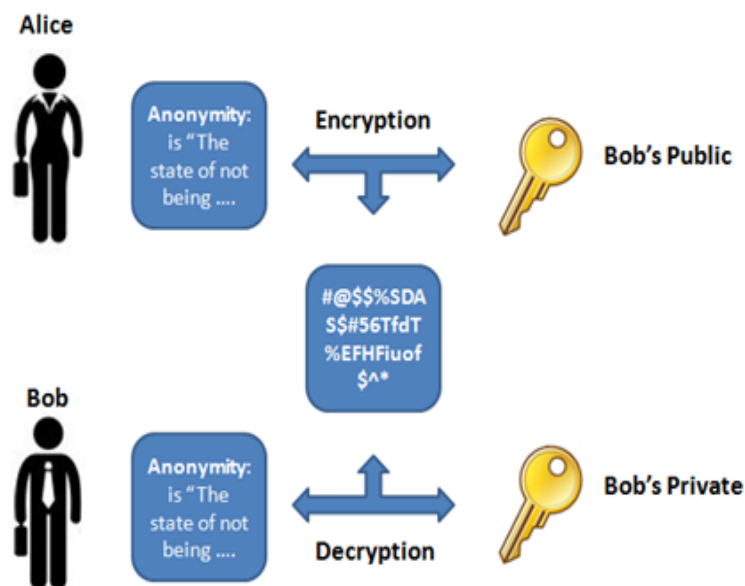 Alice
Anonymity:
is “The
state of not
being ....
Encryption
Bob’s Public
#@$$%SDA
S$#56TfdT
%EFHFiuof
$^*
Bob
Anonymity:
is “The
state of not
being ....
Decryption
Bob’s Private